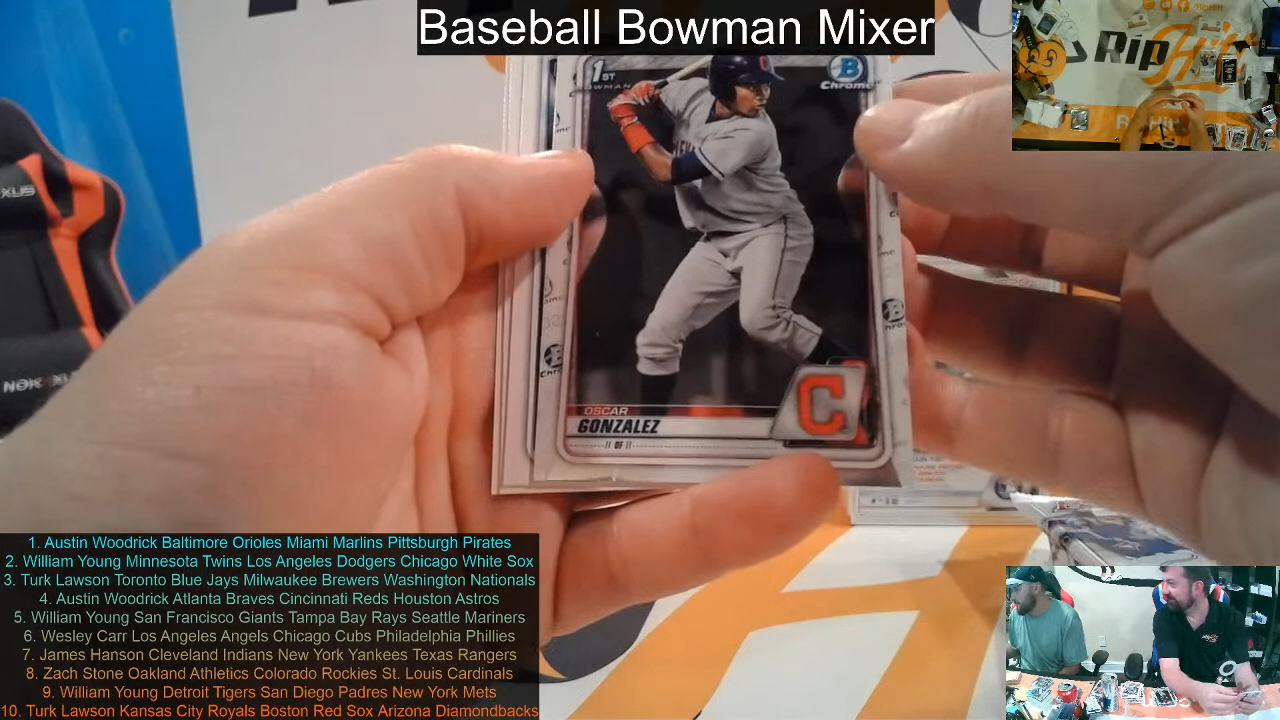 Baseball Bowman Mixer
RIP Hitt
1ST
BOWMAN
B
Chrome
XUS
OSCAR
GONZALEZ
OF
C
NOXXUS
1. Austin Woodrick Baltimore Orioles Miami Marlins Pittsburgh Pirates
2. William Young Minnesota Twins Los Angeles Dodgers Chicago White Sox
3. Turk Lawson Toronto Blue Jays Milwaukee Brewers Washington Nationals
4. Austin Woodrick Atlanta Braves Cincinnati Reds Houston Astros
5. William Young San Francisco Giants Tampa Bay Rays Seattle Mariners
6. Wesley Carr Los Angeles Angels Chicago Cubs Philadelphia Phillies
7. James Hanson Cleveland Indians New York Yankees Texas Rangers
8. Zach Stone Oakland Athletics Colorado Rockies St. Louis Cardinals
9. William Young Detroit Tigers San Diego Padres New York Mets
10. Turk Lawson Kansas City Royals Boston Red Sox Arizona Diamondbacks